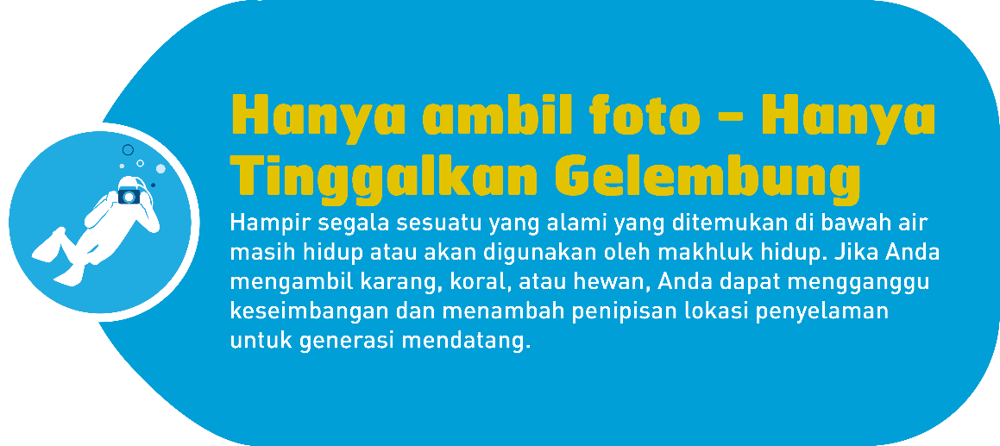 Hanya ambil foto – Hanya
Tinggalkan Gelembung
Hampir segala sesuatu yang alami yang ditemukan di bawah air
masih hidup atau akan digunakan oleh makhluk hidup. Jika Anda
mengambil karang, koral, atau hewan, Anda dapat mengganggu
keseimbangan dan menambah penipisan lokasi penyelaman
untuk generasi mendatang.